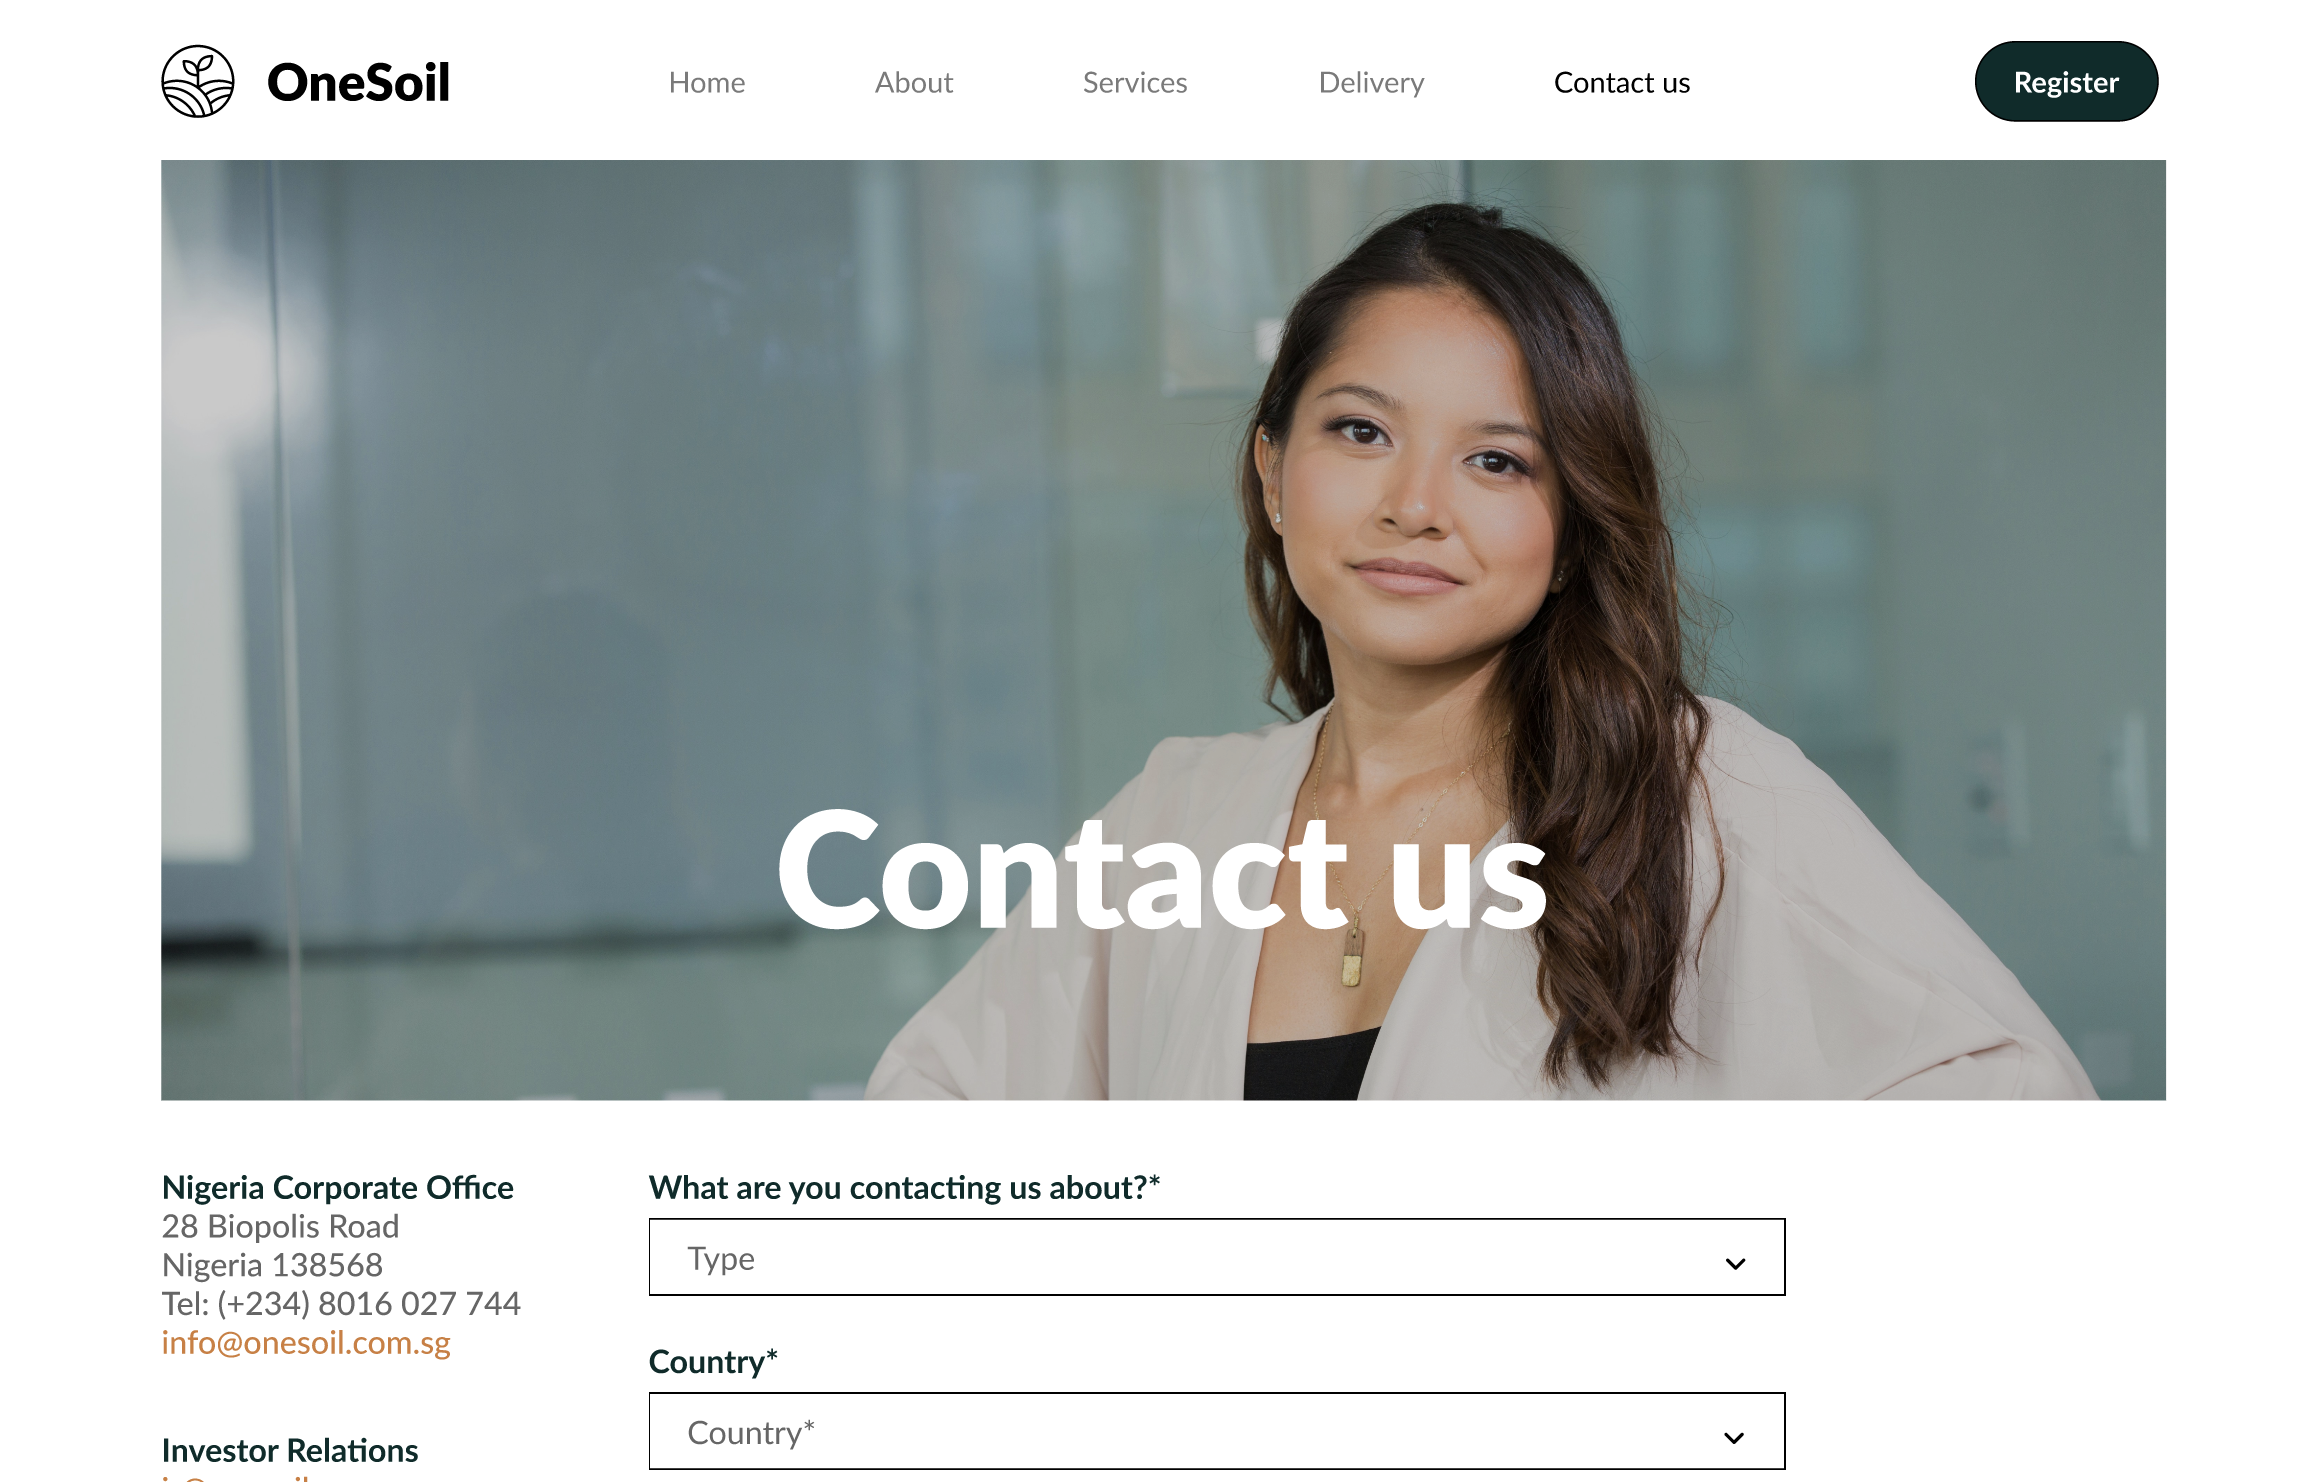 OneSoil
Home
About
Services
Delivery
Contact us
Register
Contact us
Nigeria Corporate Office
28 Biopolis Road
Nigeria 138568
Tel: (+234) 8016 027 744
info@onesoil.com.sg
Investor Relations
What are you contacting us about?*
Type
Country*
Country*